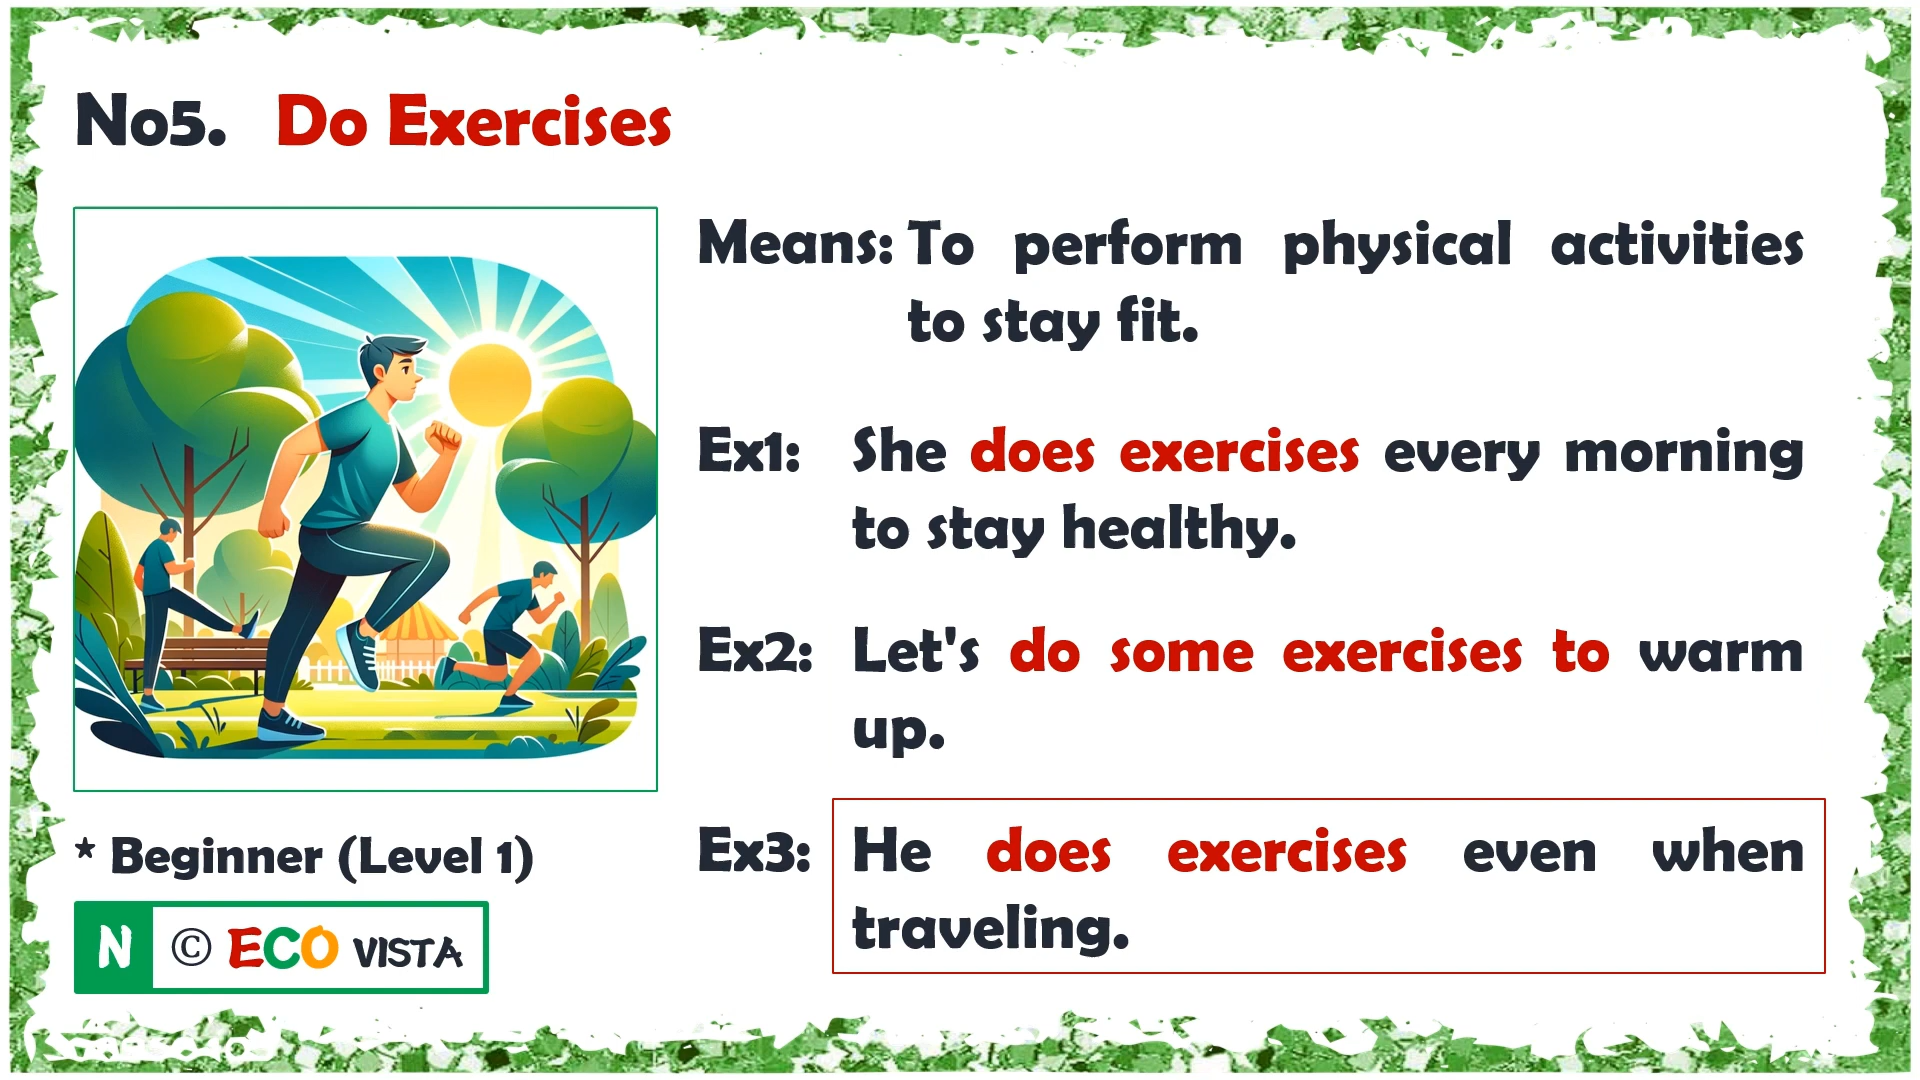 No5. Do Exercises
Means: To perform physical activities
to stay fit.
Ex1: She does exercises every morning
to stay healthy.
Ex2: Let's do some exercises to warm
up.
Ex3: He does exercises even when
traveling.
* Beginner (Level 1)
N © ECO VISTA